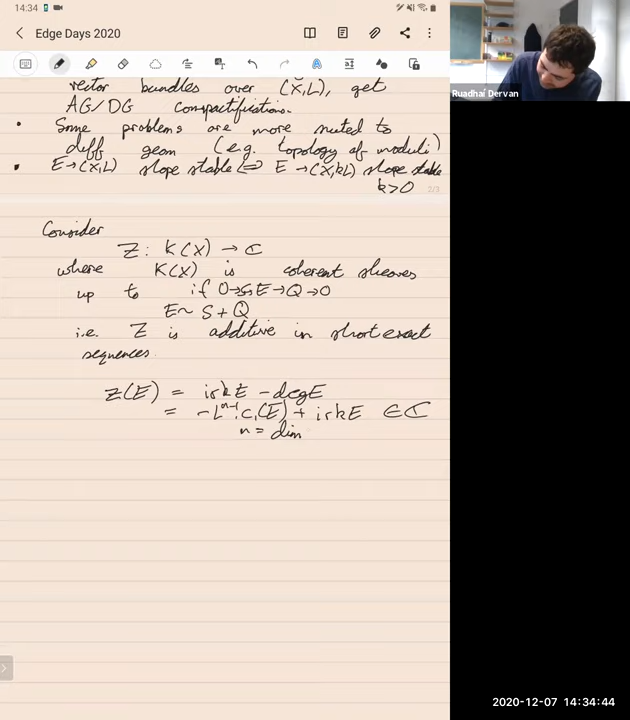 14:34
Edge Days 2020
Ruadhaí Dervan
vector bundles over (X,L), get
AG/DG compactifications.
• Some problems are more suited to
diff geom (e.g. topology of moduli)
• E→(X,L) slope stable ⟺ E→(X,kL) slope stable
k>0
2/3
Consider
Z: K(X) → ℂ
where K(X) is coherent sheaves
up to if 0→S→E→Q→0
E~ S+Q
i.e. Z is additive in short exact
sequences.
Z(E) = i rk E - deg E
= -L^{n-1}.c_1(E) + i rk E ∈ ℂ
n = dim
2020-12-07 14:34:44